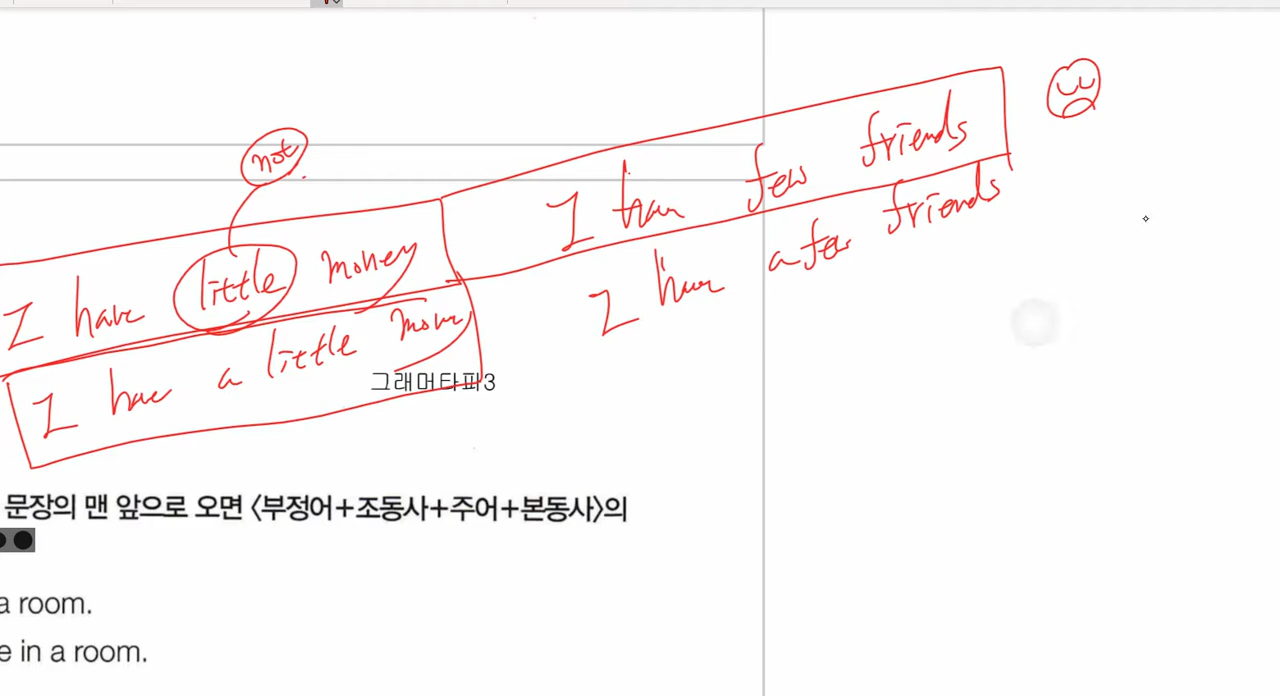 not
I have little money
I have few friends
I have a little money
I have a few friends
그래머타파3
문장의 맨 앞으로 오면 〈부정어+조동사+주어+본동사〉의
a room.
e in a room.